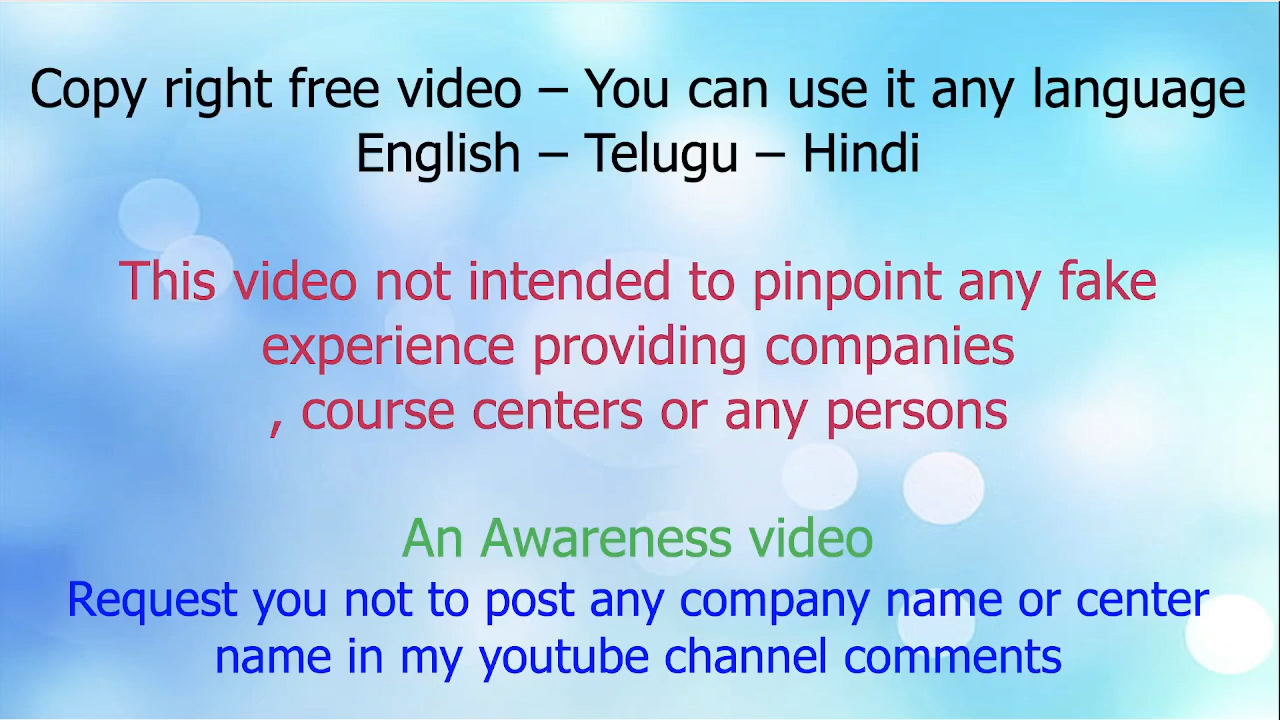 Copy right free video – You can use it any language
English – Telugu – Hindi
This video not intended to pinpoint any fake
experience providing companies
, course centers or any persons
An Awareness video
Request you not to post any company name or center
name in my youtube channel comments